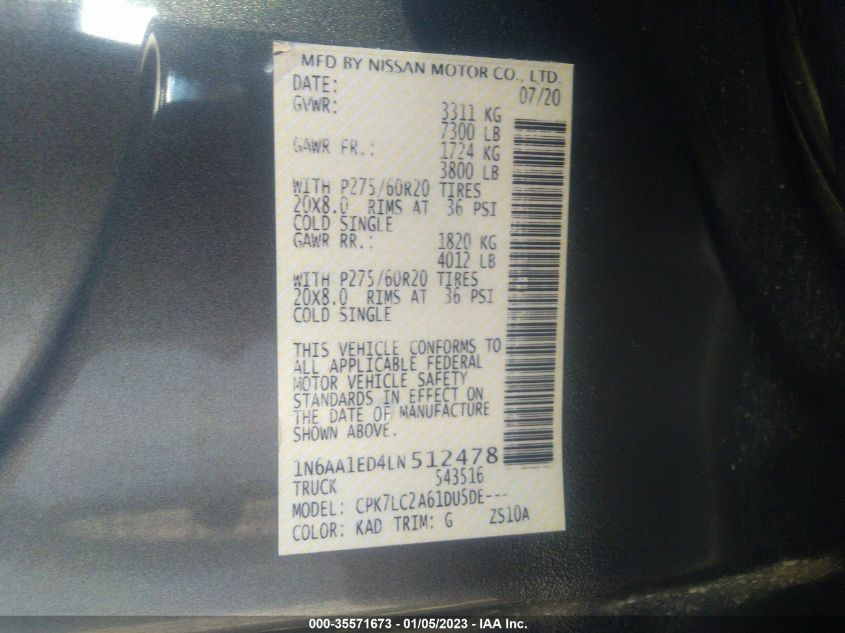 MFD BY NISSAN MOTOR CO., LTD.
DATE: 07/20
GVWR: 3311 KG
7300 LB
GAWR FR.: 1724 KG
3800 LB
WITH P275/60R20 TIRES
20X8.0 RIMS AT 36 PSI
COLD SINGLE
GAWR RR.: 1820 KG
4012 LB
WITH P275/60R20 TIRES
20X8.0 RIMS AT 36 PSI
COLD SINGLE
THIS VEHICLE CONFORMS TO
ALL APPLICABLE FEDERAL
MOTOR VEHICLE SAFETY
STANDARDS IN EFFECT ON
THE DATE OF MANUFACTURE
SHOWN ABOVE.
1N6AA1ED4LN512478
TRUCK 543516
MODEL: CPK7LC2A61DU5DE---
COLOR: KAD TRIM: G ZS10A
000-35571673 - 01/05/2023 - IAA Inc.